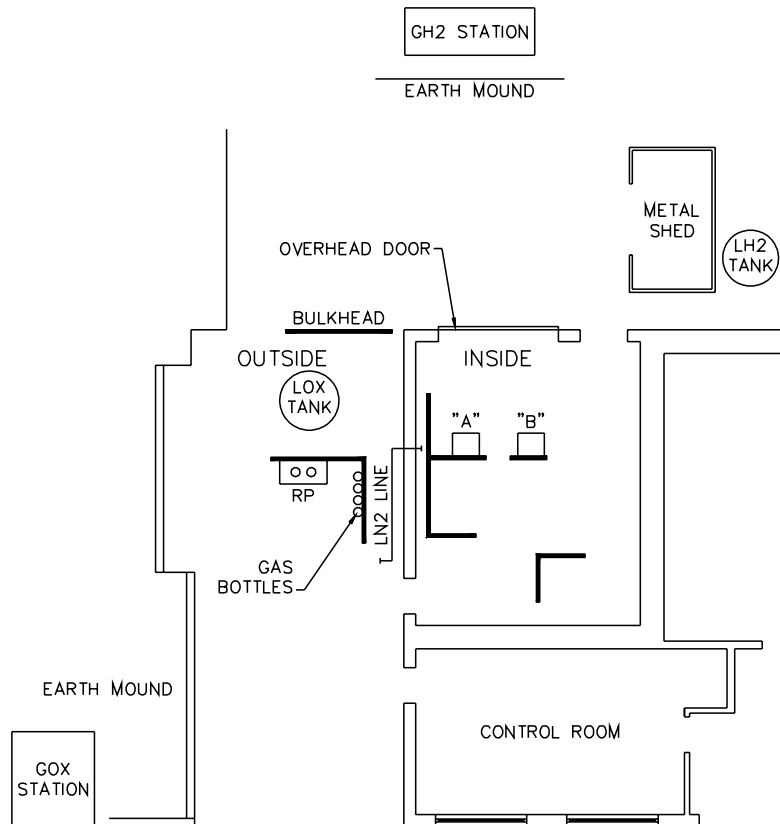 GH2 STATION
EARTH MOUND
METAL
SHED
LH2
TANK
OVERHEAD DOOR
BULKHEAD
OUTSIDE
INSIDE
LOX
TANK
"A"
"B"
RP
LN2 LINE
GAS
BOTTLES
EARTH MOUND
CONTROL ROOM
GOX
STATION